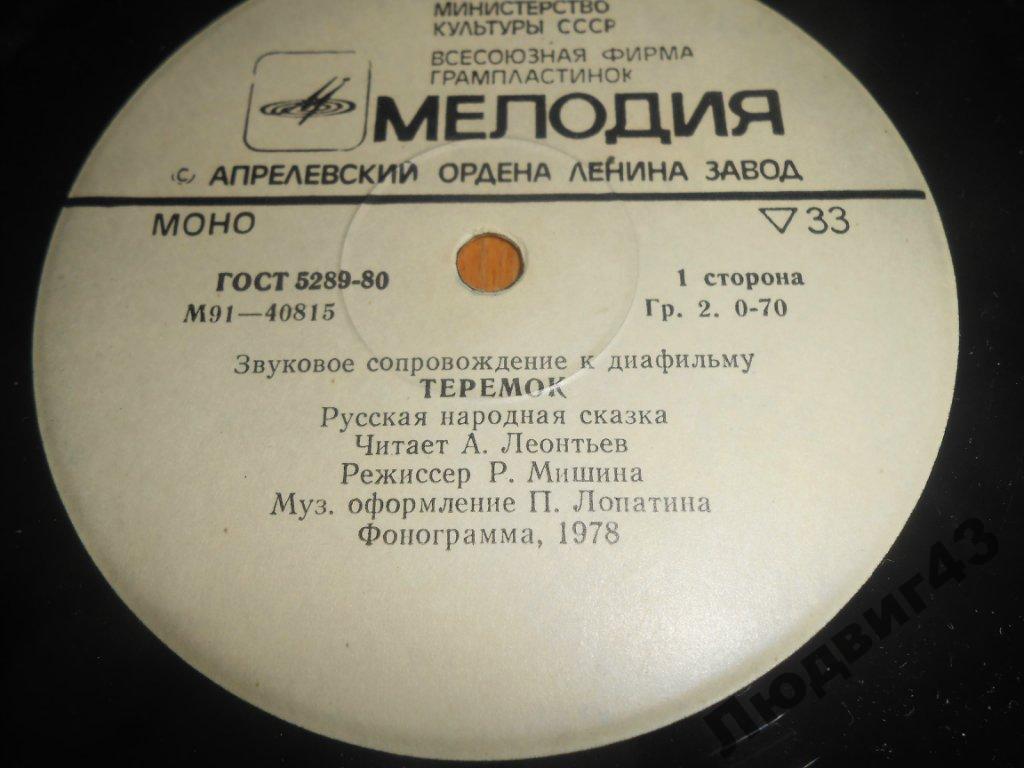 МИНИСТЕРСТВО
КУЛЬТУРЫ СССР
ВСЕСОЮЗНАЯ ФИРМА
ГРАМПЛАСТИНОК
МЕЛОДИЯ
(С) АПРЕЛЕВСКИЙ ОРДЕНА ЛЕНИНА ЗАВОД
МОНО ▽33
ГОСТ 5289-80 1 сторона
М91—40815 Гр. 2. 0-70
Звуковое сопровождение к диафильму
ТЕРЕМОК
Русская народная сказка
Читает А. Леонтьев
Режиссер Р. Мишина
Муз. оформление П. Лопатина
Фонограмма, 1978
Людвиг43